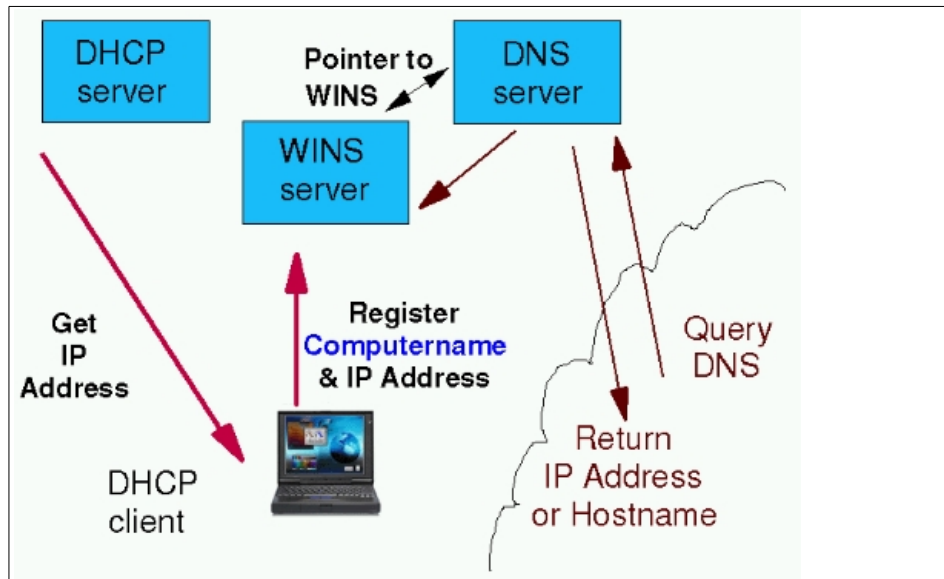 DHCP
server
Pointer to
WINS
DNS
server
WINS
server
Get
IP
Address
Register
Computername
& IP Address
Query
DNS
DHCP
client
Return
IP Address
or Hostname